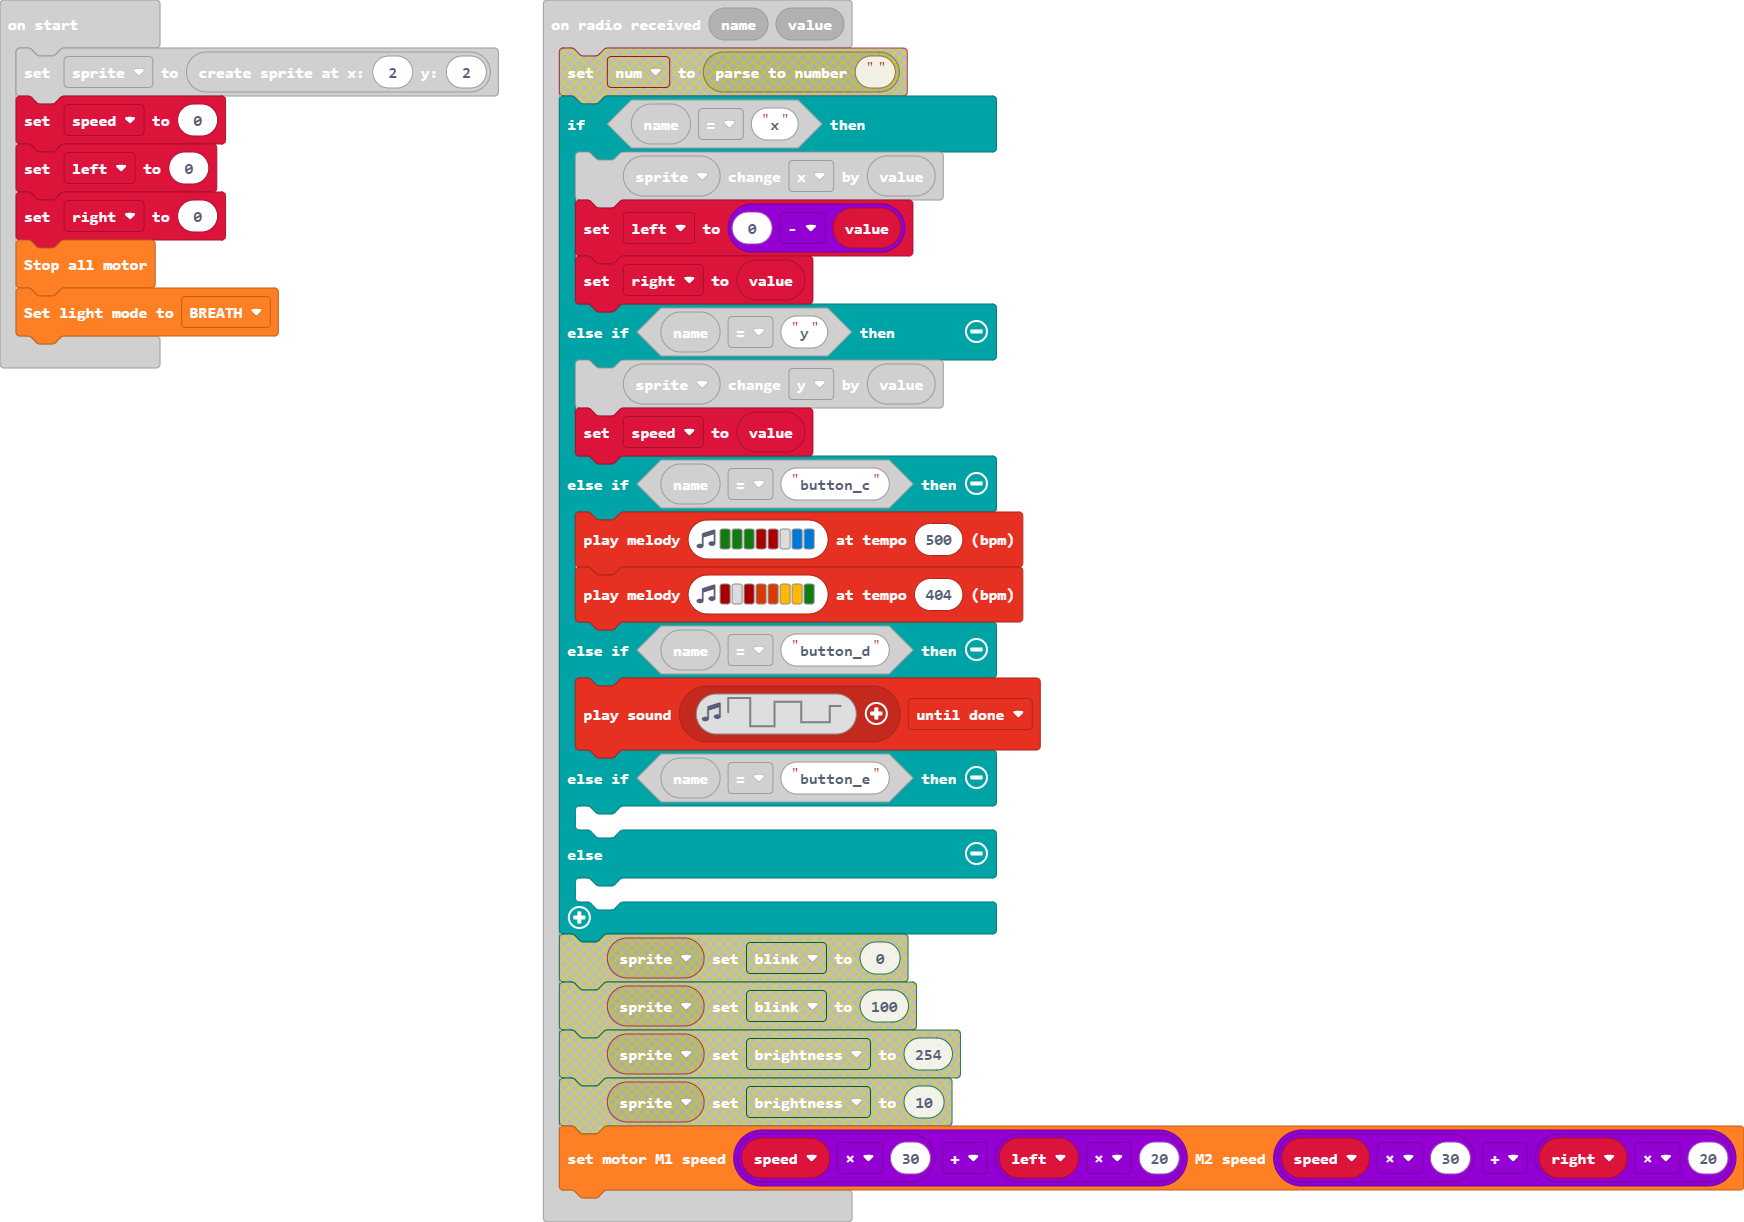 on start
set sprite to create sprite at x: 2 y: 2
set speed to 0
set left to 0
set right to 0
Stop all motor
Set light mode to BREATH
on radio received name value
set num to parse to number " "
if name = "x" then
sprite change x by value
set left to 0 - value
set right to value
else if name = "y" then
sprite change y by value
set speed to value
else if name = "button_c" then
play melody at tempo 500 (bpm)
play melody at tempo 404 (bpm)
else if name = "button_d" then
play sound until done
else if name = "button_e" then
else
sprite set blink to 0
sprite set blink to 100
sprite set brightness to 254
sprite set brightness to 10
set motor M1 speed speed × 30 + left × 20 M2 speed speed × 30 + right × 20